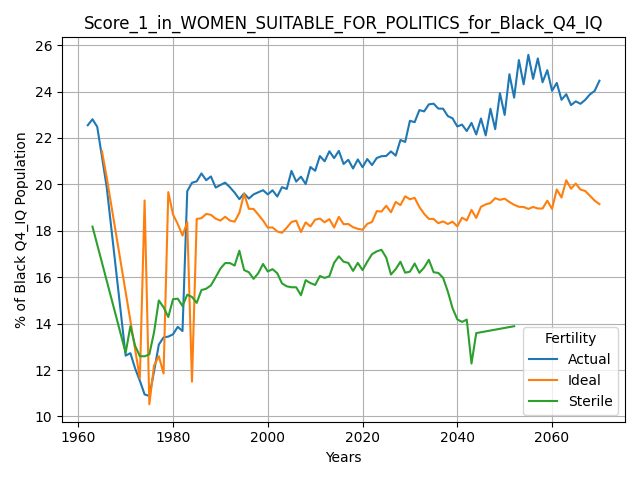 Score_1_in_WOMEN_SUITABLE_FOR_POLITICS_for_Black_Q4_IQ
% of Black Q4_IQ Population
26
24
22
20
18
16
14
12
10
Fertility
Actual
Ideal
Sterile
1960 1980 2000 2020 2040 2060
Years